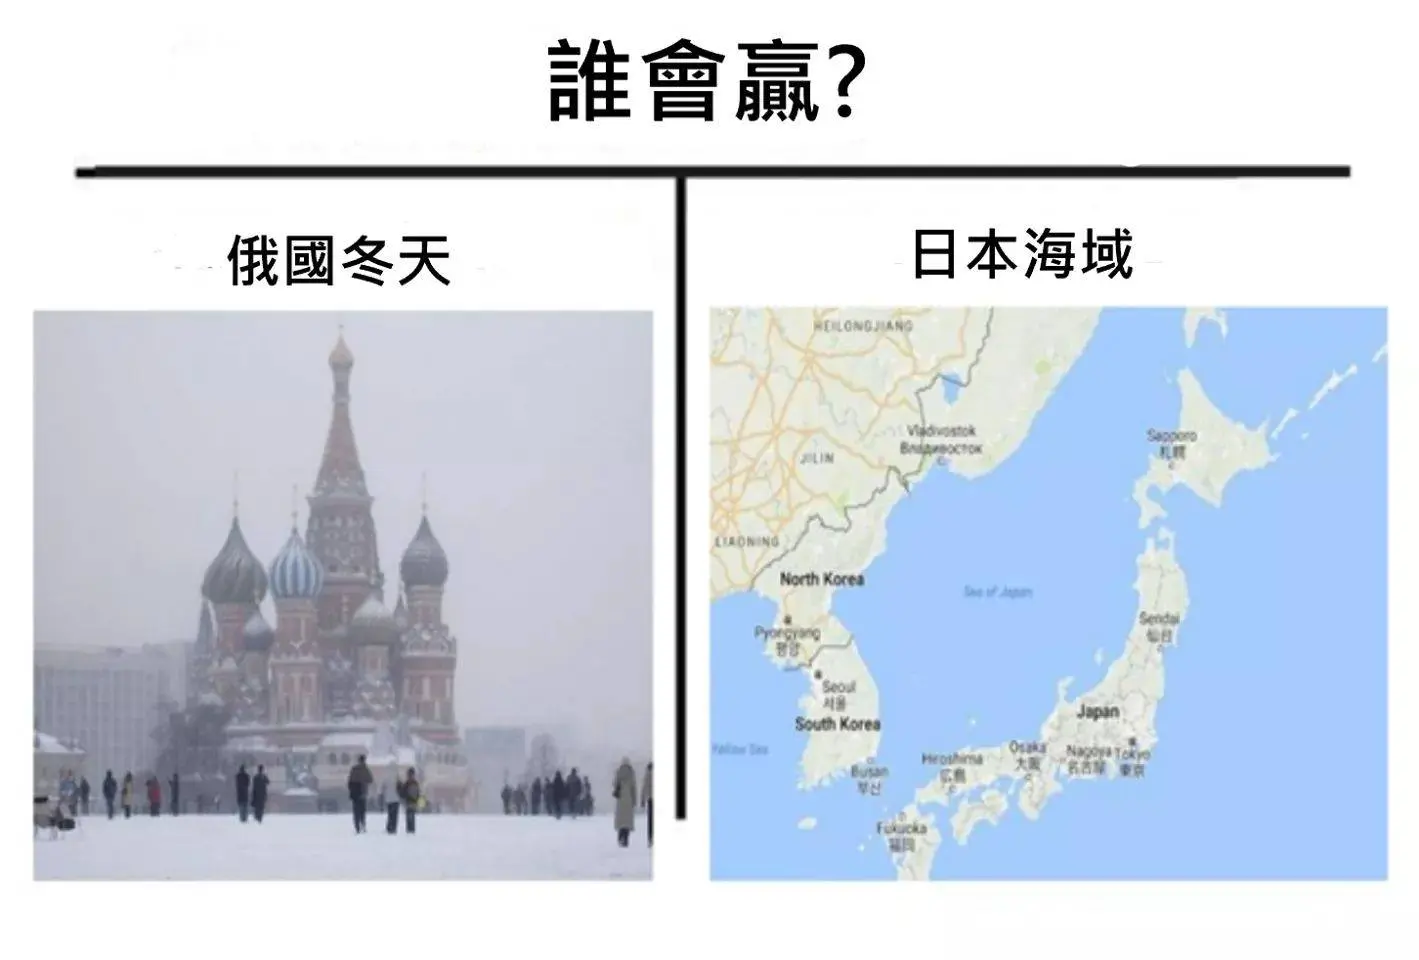 誰會贏?
俄國冬天
日本海域
HEILONGJIANG
Vladivostok
Владивосток
JILIN
LIAONING
Sapporo
札幌
North Korea
Sea of Japan
Pyongyang
평양
Sendai
仙台
Seoul
서울
South Korea
Japan
Yellow Sea
Busan
부산
Hiroshima
広島
Osaka
大阪
Nagoya
名古屋
Tokyo
東京
Fukuoka
福岡